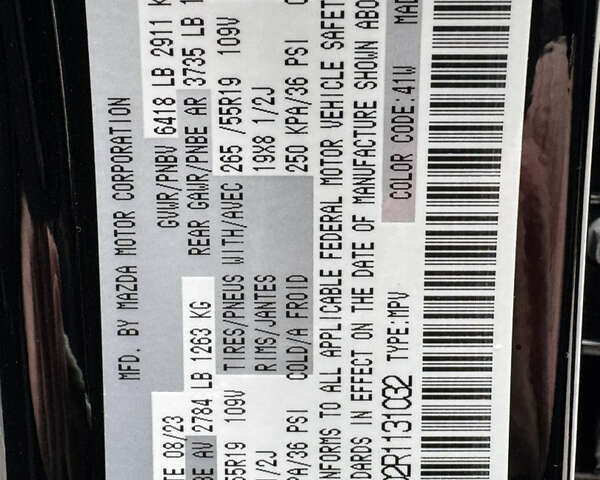 MFD. BY MAZDA MOTOR CORPORATION
TE 08/23 GVWR/PNBV 6418 LB 2911 K
BE AV 2784 LB 1263 KG REAR GAWR/PNBE AR 3735 LB 1
55R19 109V TIRES/PNEUS WITH/AVEC 265 /55R19 109V
1/2J RIMS/JANTES 19X8 1/2J
PA/36 PSI COLD/A FROID 250 KPA/36 PSI
NFORMS TO ALL APPLICABLE FEDERAL MOTOR VEHICLE SAFET
DARDS IN EFFECT ON THE DATE OF MANUFACTURE SHOWN ABO
02R1131032 TYPE:MPV COLOR CODE:41W MAD